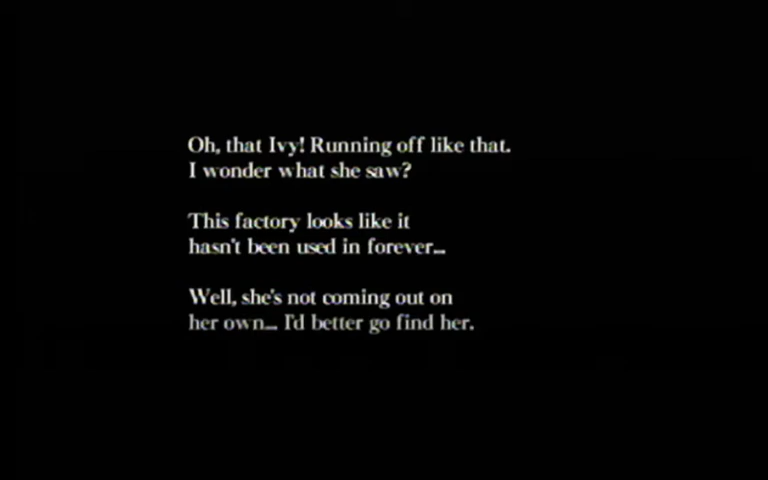 Oh, that Ivy! Running off like that.
I wonder what she saw?
This factory looks like it
hasn't been used in forever...
Well, she's not coming out on
her own... I'd better go find her.